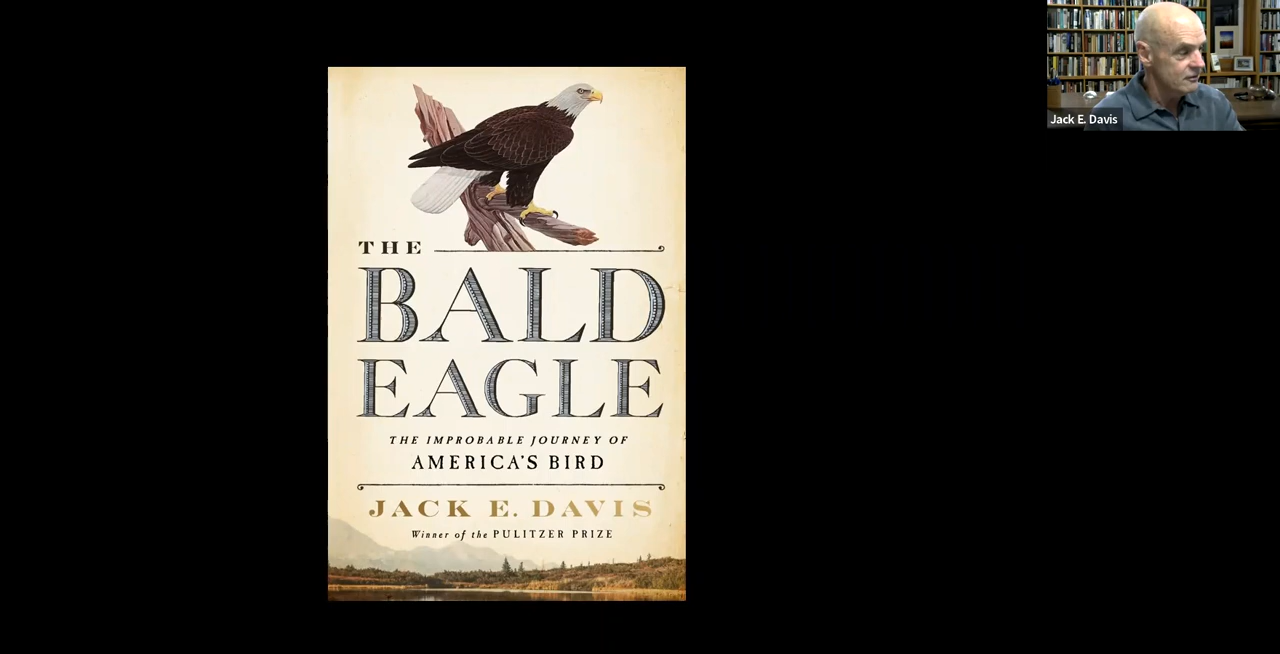 THE
BALD
EAGLE
THE IMPROBABLE JOURNEY OF
AMERICA'S BIRD
JACK E. DAVIS
Winner of the PULITZER PRIZE
Jack E. Davis